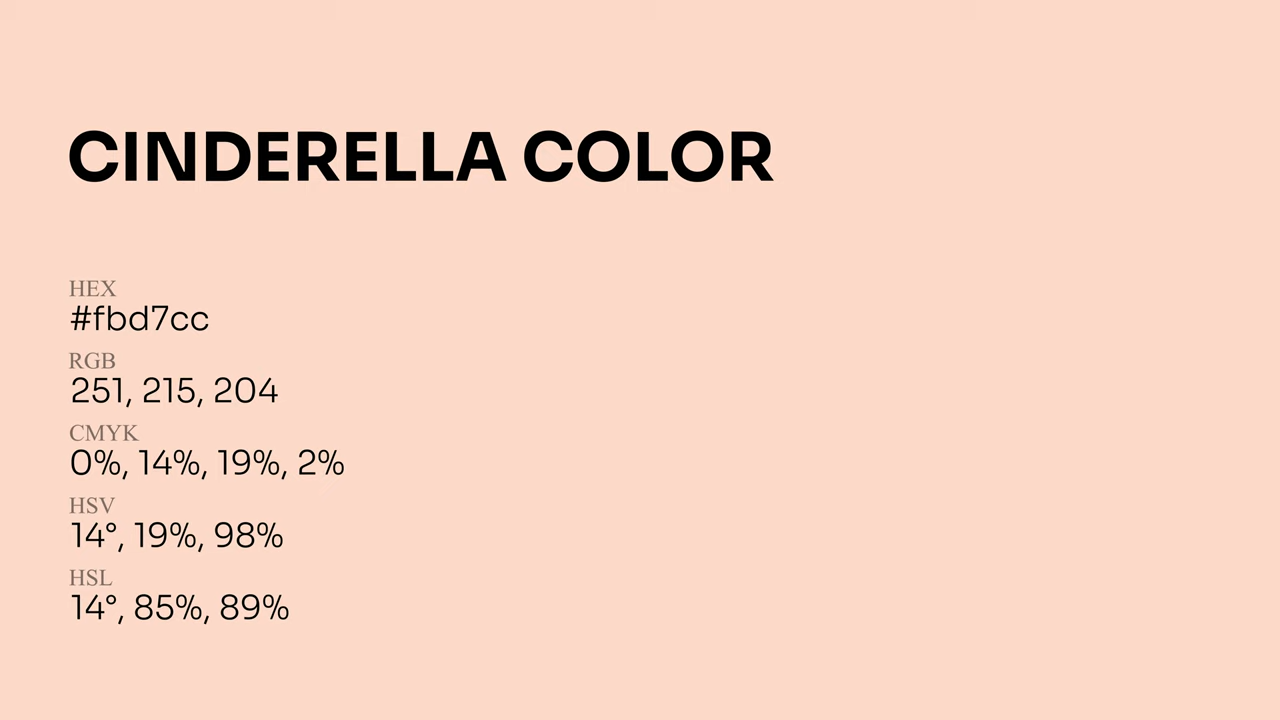 CINDERELLA COLOR
HEX
#fbd7cc
RGB
251, 215, 204
CMYK
0%, 14%, 19%, 2%
HSV
14°, 19%, 98%
HSL
14°, 85%, 89%